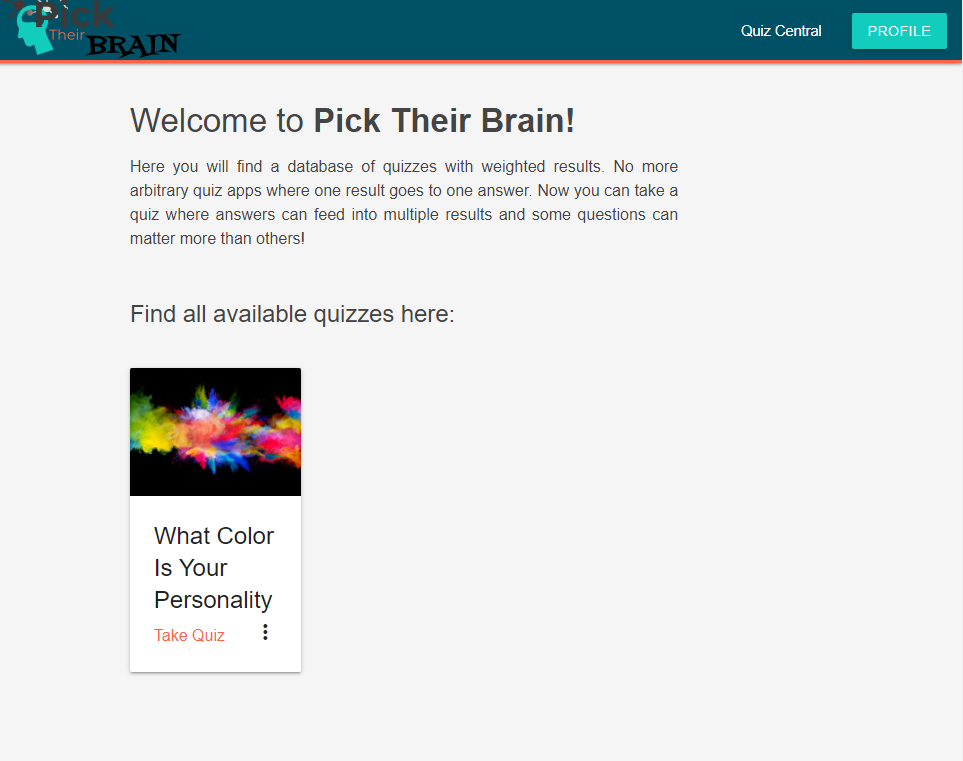 Pick
Their
BRAIN
Quiz Central
PROFILE
Welcome to Pick Their Brain!
Here you will find a database of quizzes with weighted results. No more
arbitrary quiz apps where one result goes to one answer. Now you can take a
quiz where answers can feed into multiple results and some questions can
matter more than others!
Find all available quizzes here:
What Color
Is Your
Personality
Take Quiz